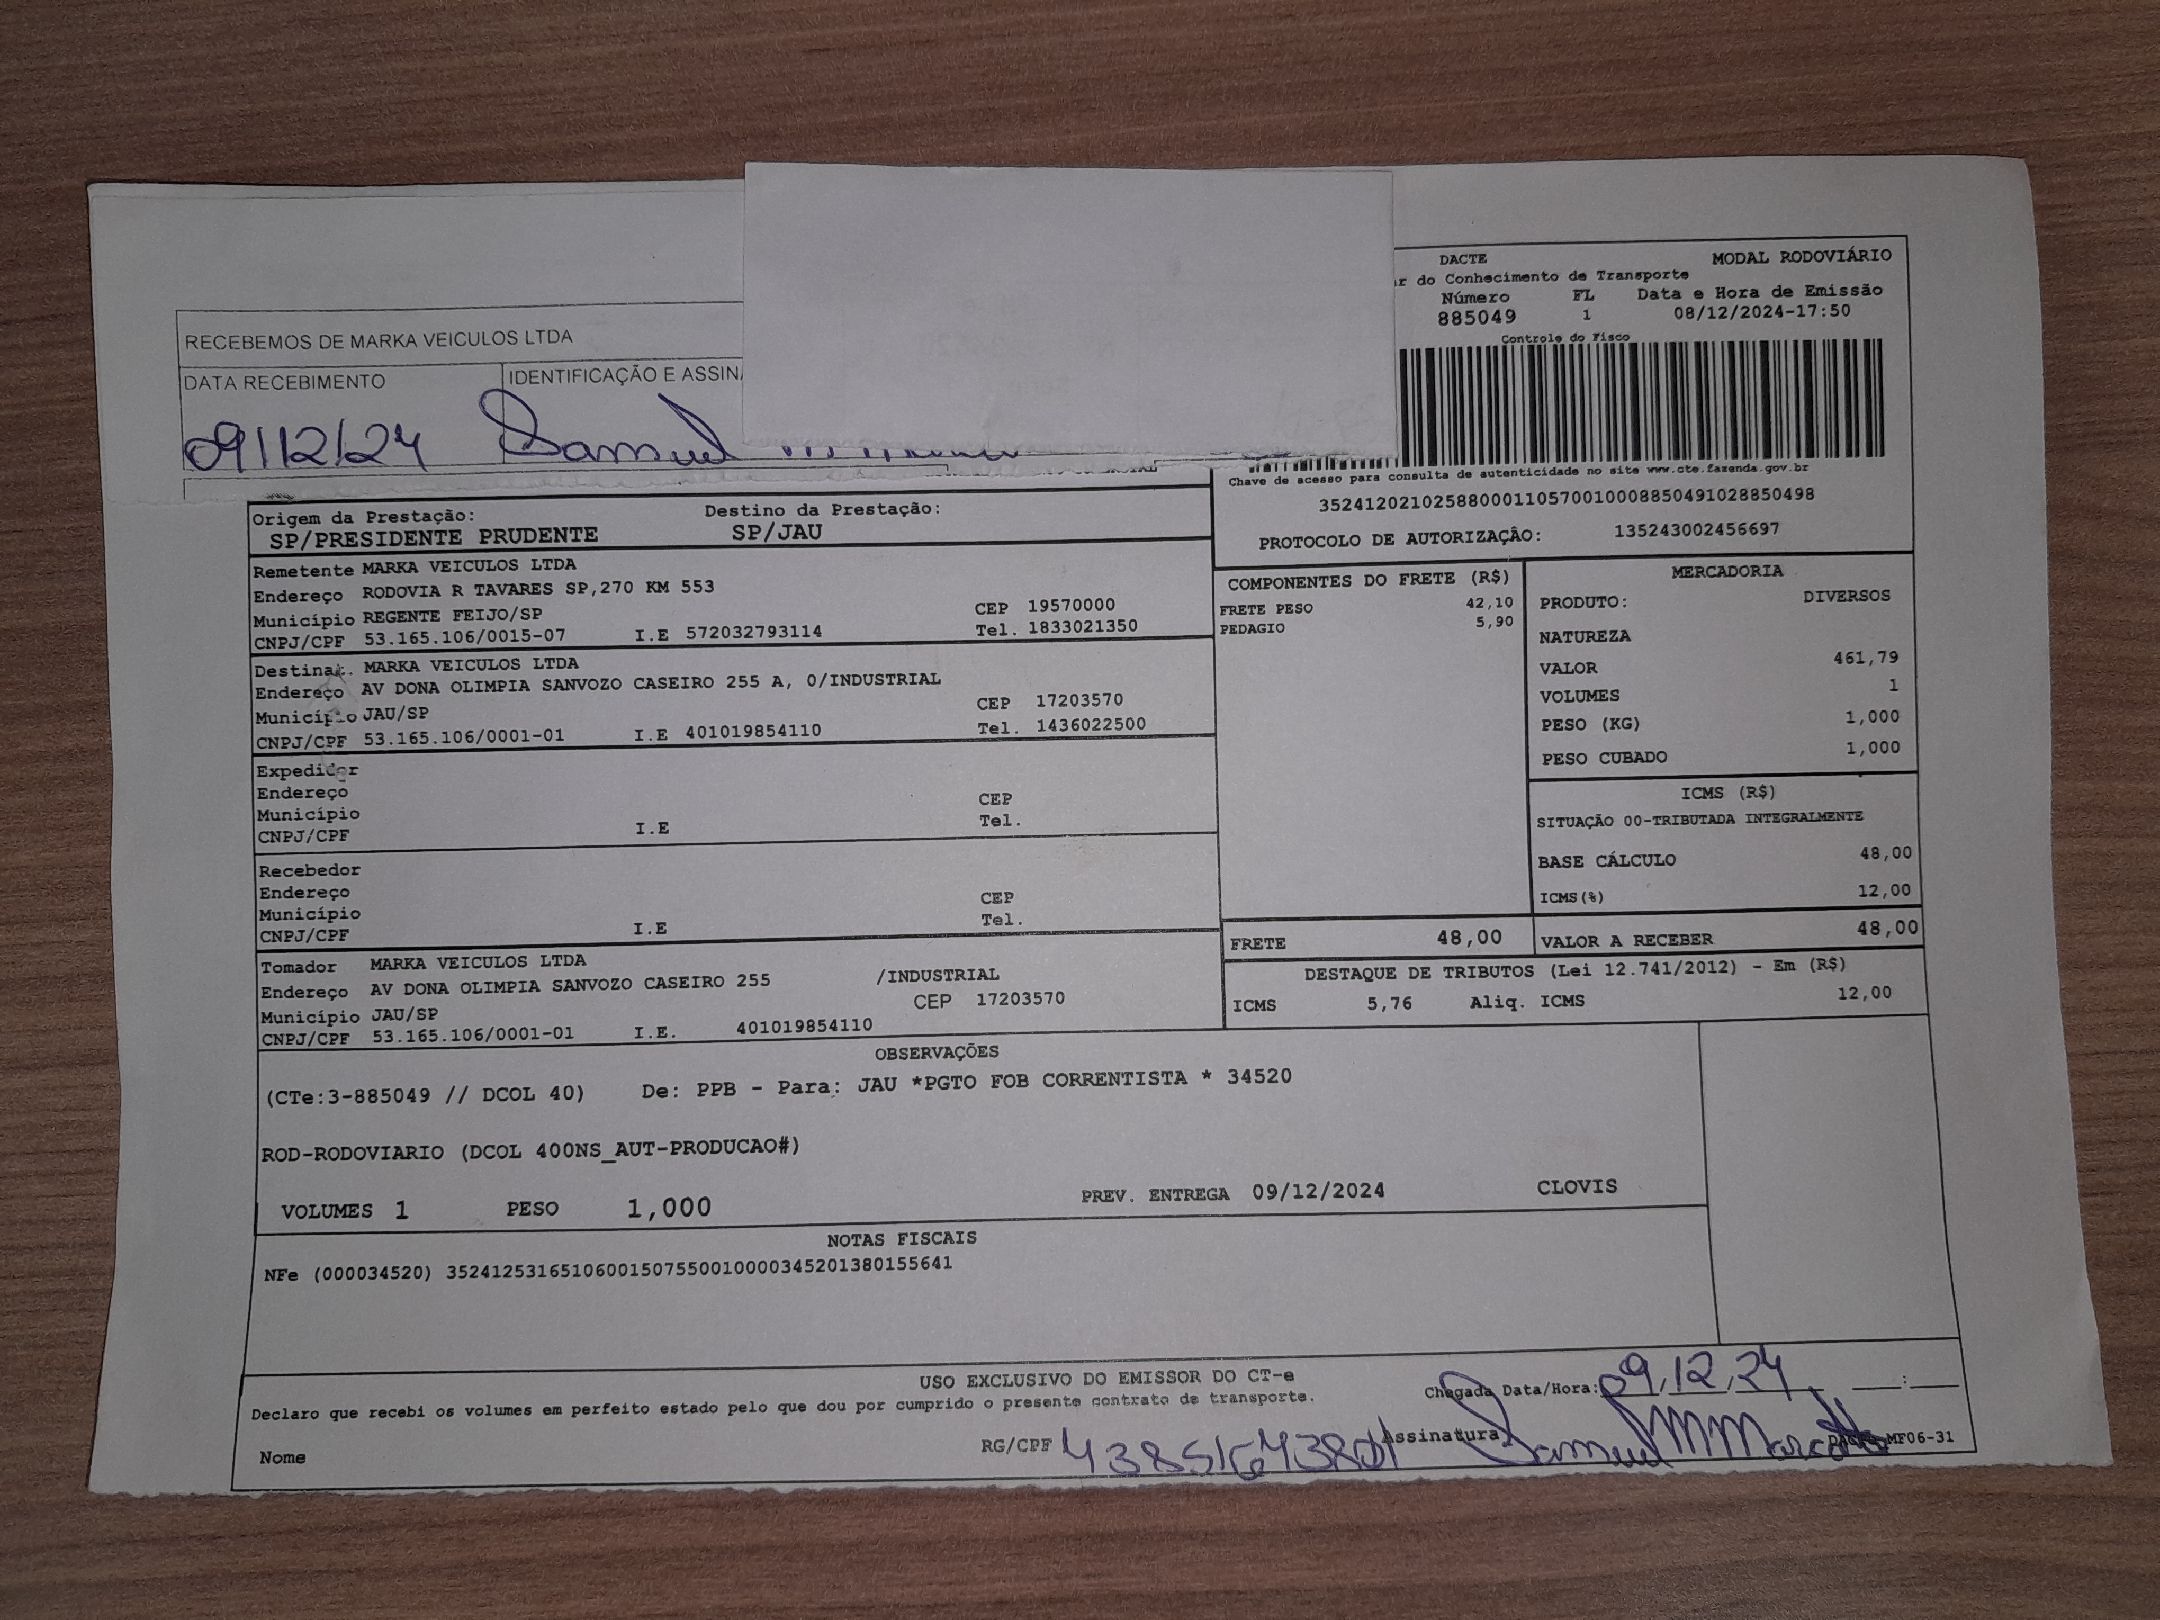 RECEBEMOS DE MARKA VEICULOS LTDA
DATA RECEBIMENTO IDENTIFICAÇÃO E ASSIN
09/12/24 Samuel
DACTE MODAL RODOVIÁRIO
r do Conhecimento de Transporte
Número FL Data e Hora de Emissão
885049 1 08/12/2024-17:50
Controle do Fisco
Chave de acesso para consulta de autenticidade no site www.cte.fazenda.gov.br
35241202102588000110570010008850491028850498
PROTOCOLO DE AUTORIZAÇÃO: 135243002456697
Origem da Prestação: Destino da Prestação:
SP/PRESIDENTE PRUDENTE SP/JAU
Remetente MARKA VEICULOS LTDA
Endereço RODOVIA R TAVARES SP,270 KM 553
Município REGENTE FEIJO/SP CEP 19570000
CNPJ/CPF 53.165.106/0015-07 I.E 572032793114 Tel. 1833021350
Destinat. MARKA VEICULOS LTDA
Endereço AV DONA OLIMPIA SANVOZO CASEIRO 255 A, 0/INDUSTRIAL
Município JAU/SP CEP 17203570
CNPJ/CPF 53.165.106/0001-01 I.E 401019854110 Tel. 1436022500
Expedidor
Endereço
Município CEP
CNPJ/CPF I.E Tel.
Recebedor
Endereço
Município CEP
CNPJ/CPF I.E Tel.
Tomador MARKA VEICULOS LTDA
Endereço AV DONA OLIMPIA SANVOZO CASEIRO 255 /INDUSTRIAL
Município JAU/SP CEP 17203570
CNPJ/CPF 53.165.106/0001-01 I.E. 401019854110
COMPONENTES DO FRETE (R$)
FRETE PESO 42,10
PEDAGIO 5,90
MERCADORIA
PRODUTO: DIVERSOS
NATUREZA
VALOR 461,79
VOLUMES 1
PESO (KG) 1,000
PESO CUBADO 1,000
ICMS (R$)
SITUAÇÃO 00-TRIBUTADA INTEGRALMENTE
BASE CÁLCULO 48,00
ICMS(%) 12,00
FRETE 48,00 VALOR A RECEBER 48,00
DESTAQUE DE TRIBUTOS (Lei 12.741/2012) - Em (R$)
ICMS 5,76 Aliq. ICMS 12,00
OBSERVAÇÕES
(CTe:3-885049 // DCOL 40) De: PPB - Para: JAU *PGTO FOB CORRENTISTA * 34520
ROD-RODOVIARIO (DCOL 400NS_AUT-PRODUCAO#)
VOLUMES 1 PESO 1,000 PREV. ENTREGA 09/12/2024 CLOVIS
NOTAS FISCAIS
NFe (000034520) 35241253165106001507550010000345201380155641
USO EXCLUSIVO DO EMISSOR DO CT-e
Declaro que recebi os volumes em perfeito estado pelo que dou por cumprido o presente contrato de transporte.
Chegada Data/Hora: 09,12,24 __:__
Nome RG/CPF Assinatura Samuel MF06-31